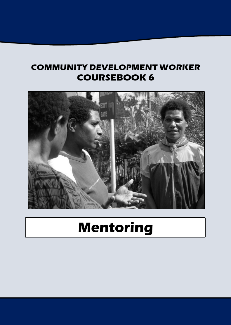 COMMUNITY DEVELOPMENT WORKER
COURSEBOOK 6
Mentoring